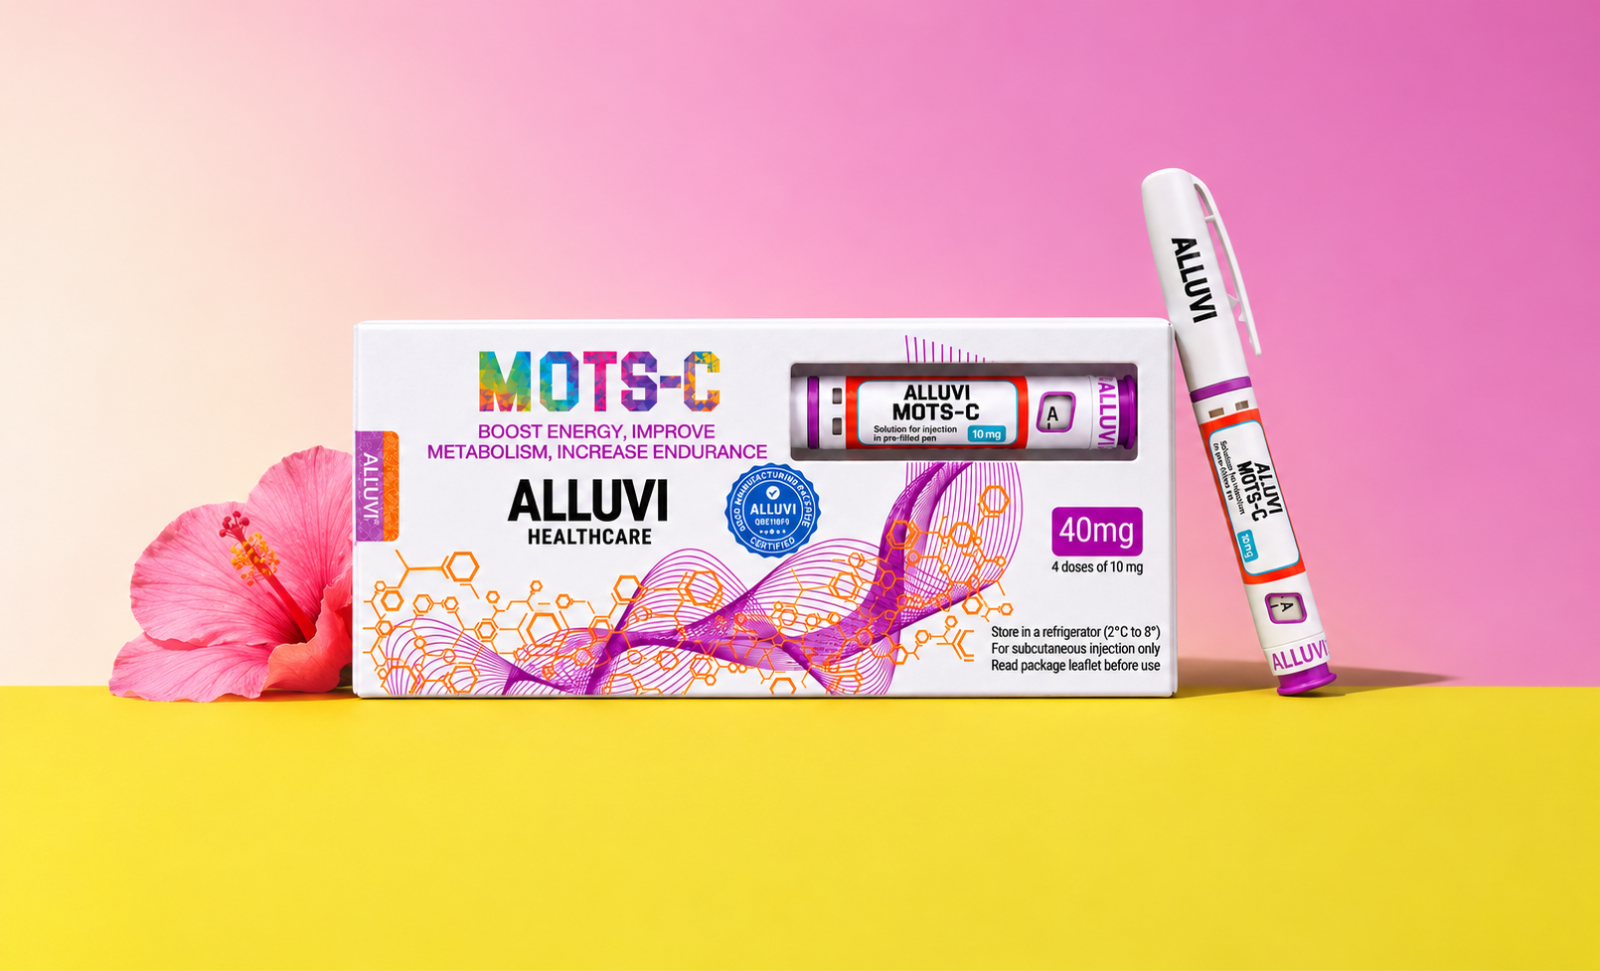 MOTS-C
BOOST ENERGY, IMPROVE
METABOLISM, INCREASE ENDURANCE
ALLUVI
HEALTHCARE
ALLUVI®
GOOD MANUFACTURING
ALLUVI
CERTIFIED
ALLUVI
MOTS-C
Solution for injection
in pre-filled pen
10 mg
A
ALLUVI
40mg
4 doses of 10 mg
Store in a refrigerator (2°C to 8°)
For subcutaneous injection only
Read package leaflet before use
ALLUVI
MOTS-C
A
ALLUVI